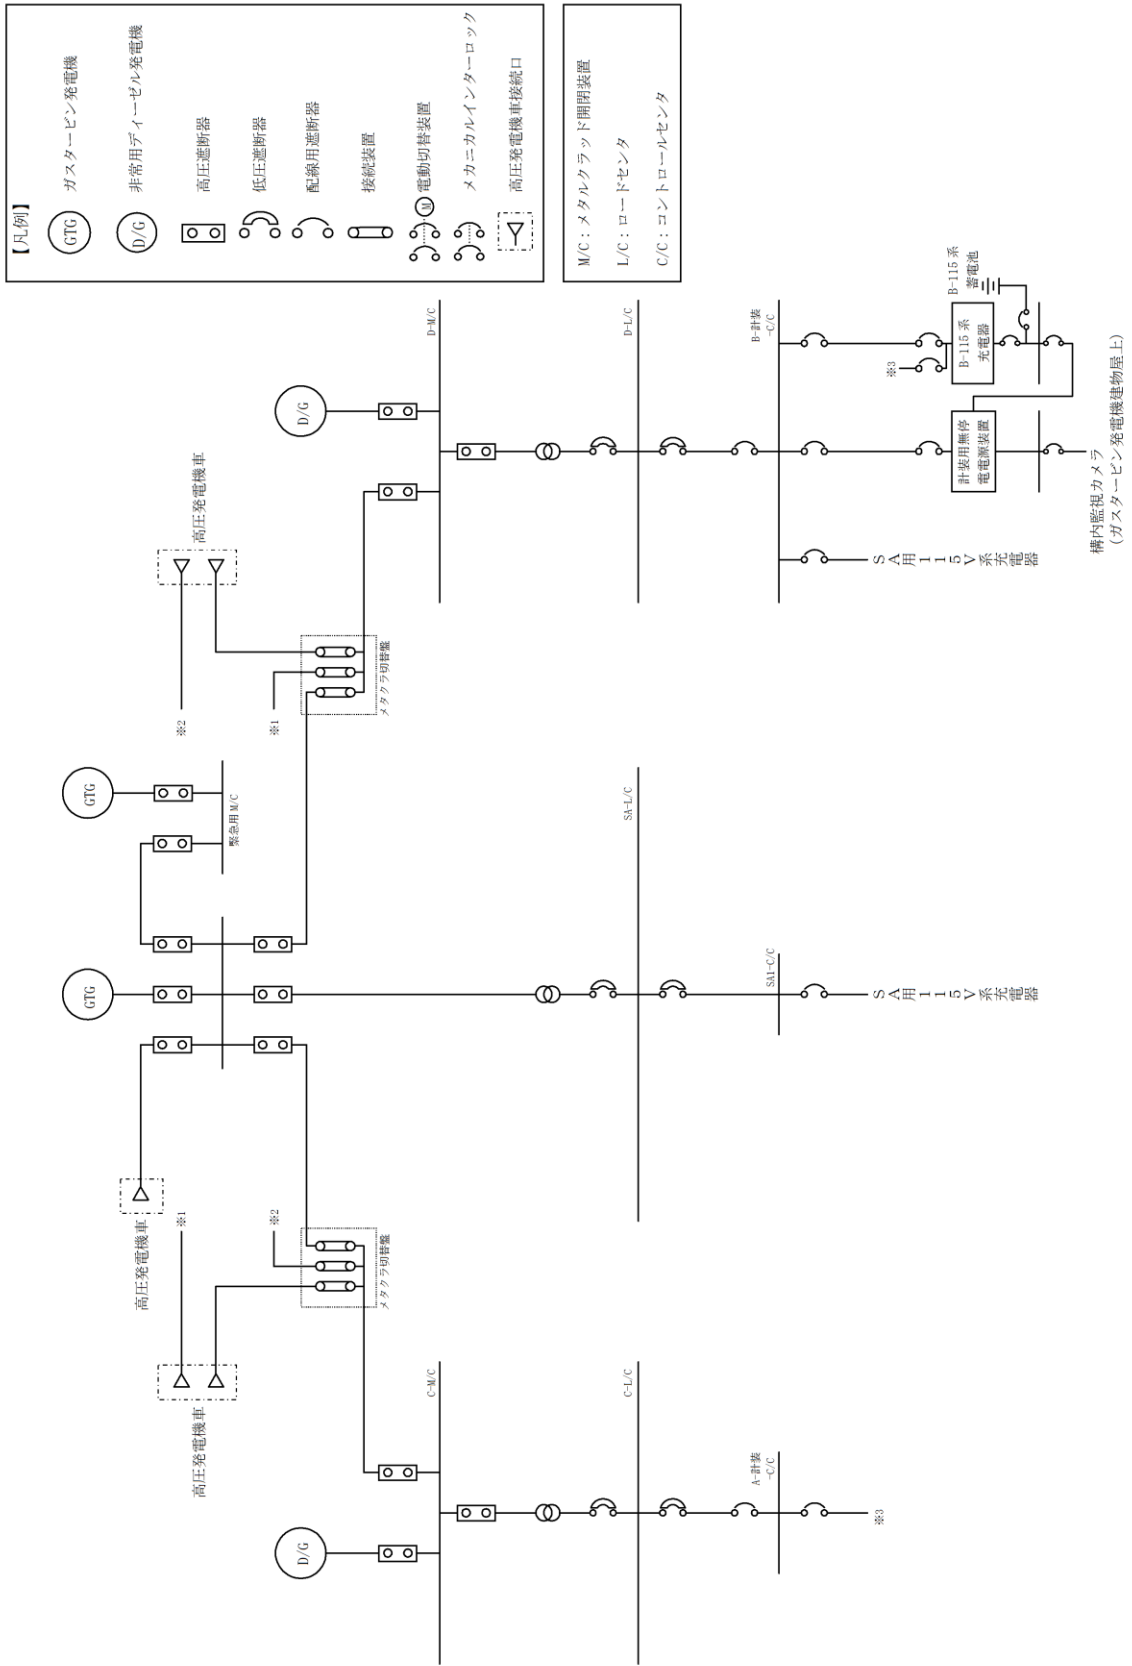 【凡例】
GTG
ガスタービン発電機
D/G
非常用ディーゼル発電機
高圧遮断器
低圧遮断器
配線用遮断器
接続装置
M
電動切替装置
メカニカルインターロック
高圧発電機車接続口
M/C：メタルクラッド開閉装置
L/C：ロードセンタ
C/C：コントロールセンタ
高圧発電機車
※1
高圧発電機車
※2
メタクラ切替盤
D/G
C-M/C
C-L/C
A-計装
-C/C
※3
GTG
GTG
緊急用M/C
SA-L/C
SA1-C/C
SA用115V系充電器
高圧発電機車
※2
※1
メタクラ切替盤
D/G
D-M/C
D-L/C
B-計装
-C/C
SA用115V系充電器
※3
計装用無停
電電源装置
B-115系
充電器
B-115系
蓄電池
構内監視カメラ
(ガスタービン発電機建物屋上)